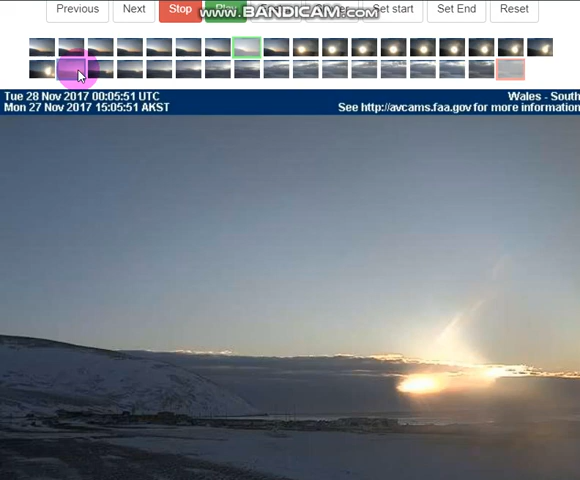 Previous Next Stop Play Set start Set End Reset
www.BANDICAM.com
Tue 28 Nov 2017 00:05:51 UTC Wales - South
Mon 27 Nov 2017 15:05:51 AKST See http://avcams.faa.gov for more information